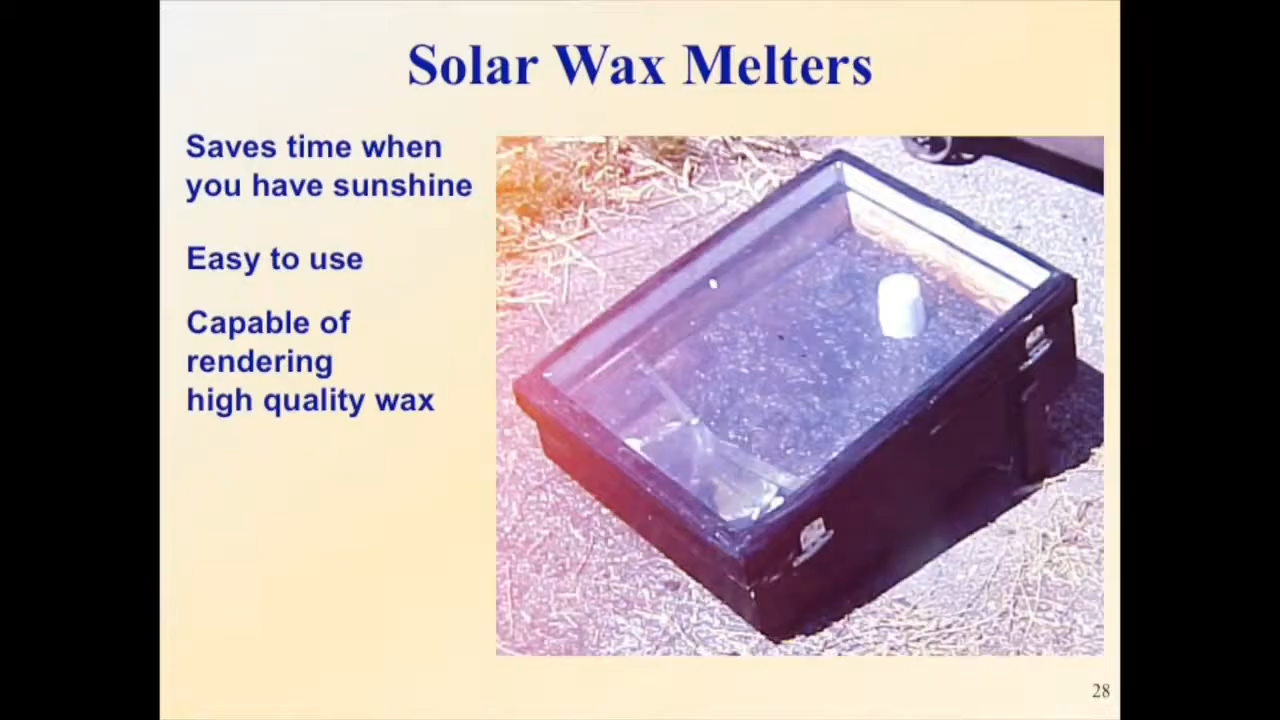 Solar Wax Melters
Saves time when
you have sunshine
Easy to use
Capable of
rendering
high quality wax
28